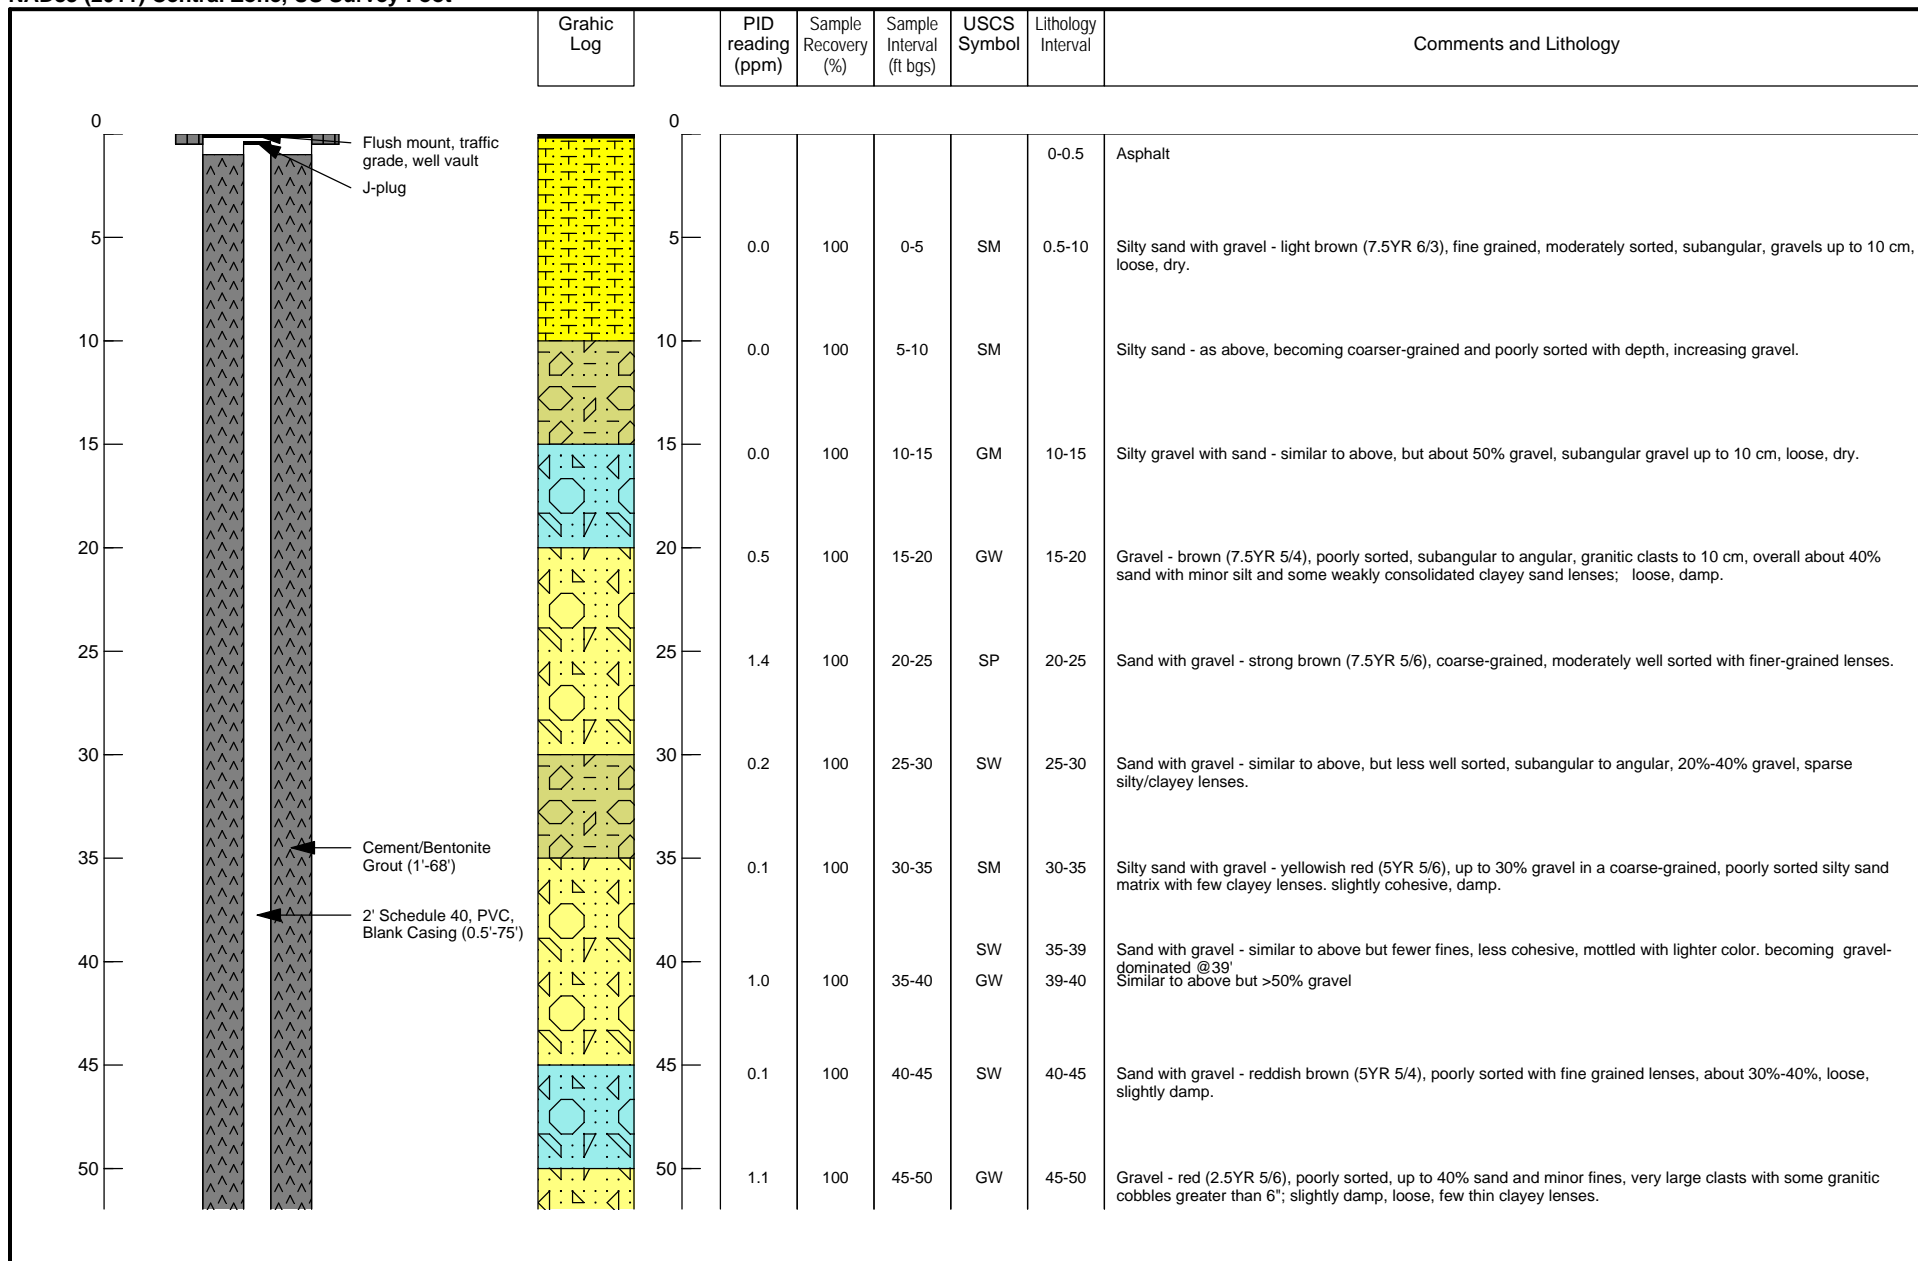 Grahic
Log
PID
reading
(ppm)
Sample
Recovery
(%)
Sample
Interval
(ft bgs)
USCS
Symbol
Lithology
Interval
Comments and Lithology
0
0
Flush mount, traffic
grade, well vault
J-plug
0-0.5 Asphalt
5
5
0.0 100 0-5 SM 0.5-10 Silty sand with gravel - light brown (7.5YR 6/3), fine grained, moderately sorted, subangular, gravels up to 10 cm,
loose, dry.
10
10
0.0 100 5-10 SM Silty sand - as above, becoming coarser-grained and poorly sorted with depth, increasing gravel.
15
15
0.0 100 10-15 GM 10-15 Silty gravel with sand - similar to above, but about 50% gravel, subangular gravel up to 10 cm, loose, dry.
20
20
0.5 100 15-20 GW 15-20 Gravel - brown (7.5YR 5/4), poorly sorted, subangular to angular, granitic clasts to 10 cm, overall about 40%
sand with minor silt and some weakly consolidated clayey sand lenses; loose, damp.
25
25
1.4 100 20-25 SP 20-25 Sand with gravel - strong brown (7.5YR 5/6), coarse-grained, moderately well sorted with finer-grained lenses.
30
30
0.2 100 25-30 SW 25-30 Sand with gravel - similar to above, but less well sorted, subangular to angular, 20%-40% gravel, sparse
silty/clayey lenses.
Cement/Bentonite
Grout (1'-68')
35
35
0.1 100 30-35 SM 30-35 Silty sand with gravel - yellowish red (5YR 5/6), up to 30% gravel in a coarse-grained, poorly sorted silty sand
matrix with few clayey lenses. slightly cohesive, damp.
2' Schedule 40, PVC,
Blank Casing (0.5'-75')
SW 35-39 Sand with gravel - similar to above but fewer fines, less cohesive, mottled with lighter color. becoming gravel-
dominated @39'
40
40
1.0 100 35-40 GW 39-40 Similar to above but >50% gravel
45
45
0.1 100 40-45 SW 40-45 Sand with gravel - reddish brown (5YR 5/4), poorly sorted with fine grained lenses, about 30%-40%, loose,
slightly damp.
50
50
1.1 100 45-50 GW 45-50 Gravel - red (2.5YR 5/6), poorly sorted, up to 40% sand and minor fines, very large clasts with some granitic
cobbles greater than 6"; slightly damp, loose, few thin clayey lenses.